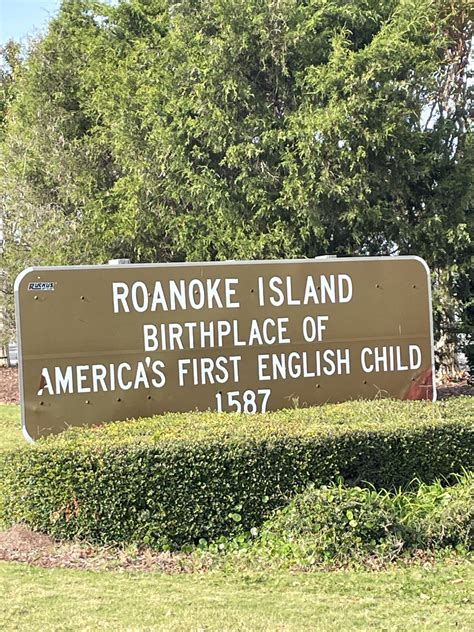 ROANOKE ISLAND
BIRTHPLACE OF
AMERICA'S FIRST ENGLISH CHILD
1587